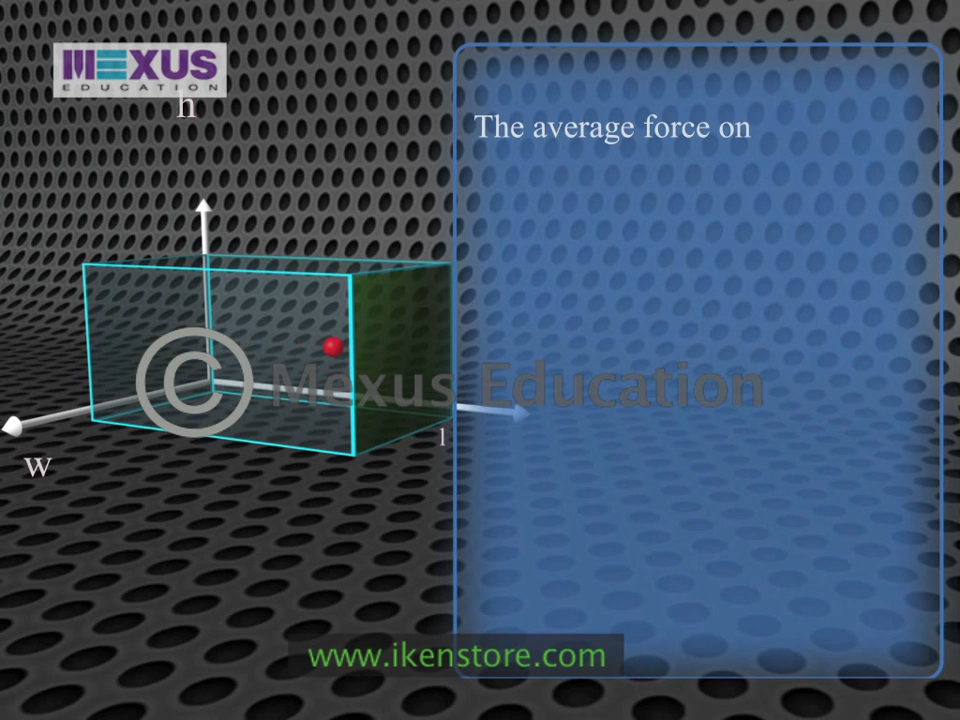 MEXUS
EDUCATION
h
The average force on
© Mexus Education
l
w
www.ikenstore.com